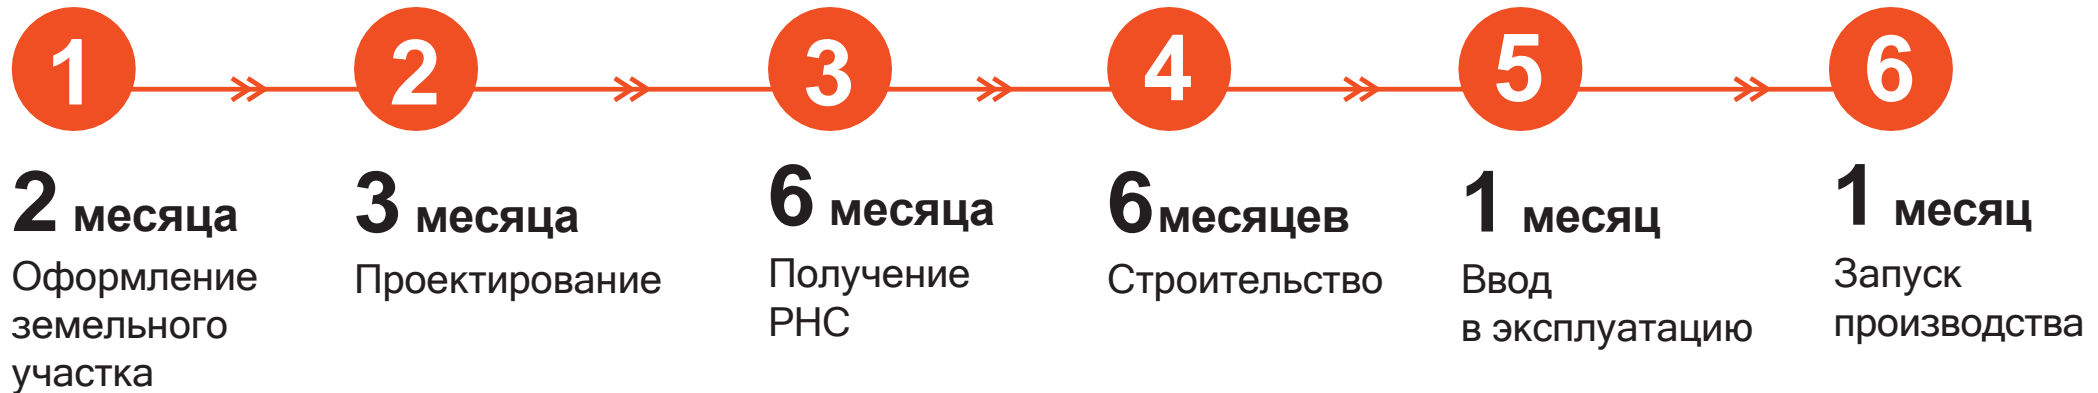 1
2
3
4
5
6
2 месяца
Оформление
земельного
участка
3 месяца
Проектирование
6 месяца
Получение
РНС
6 месяцев
Строительство
1 месяц
Ввод
в эксплуатацию
1 месяц
Запуск
производства